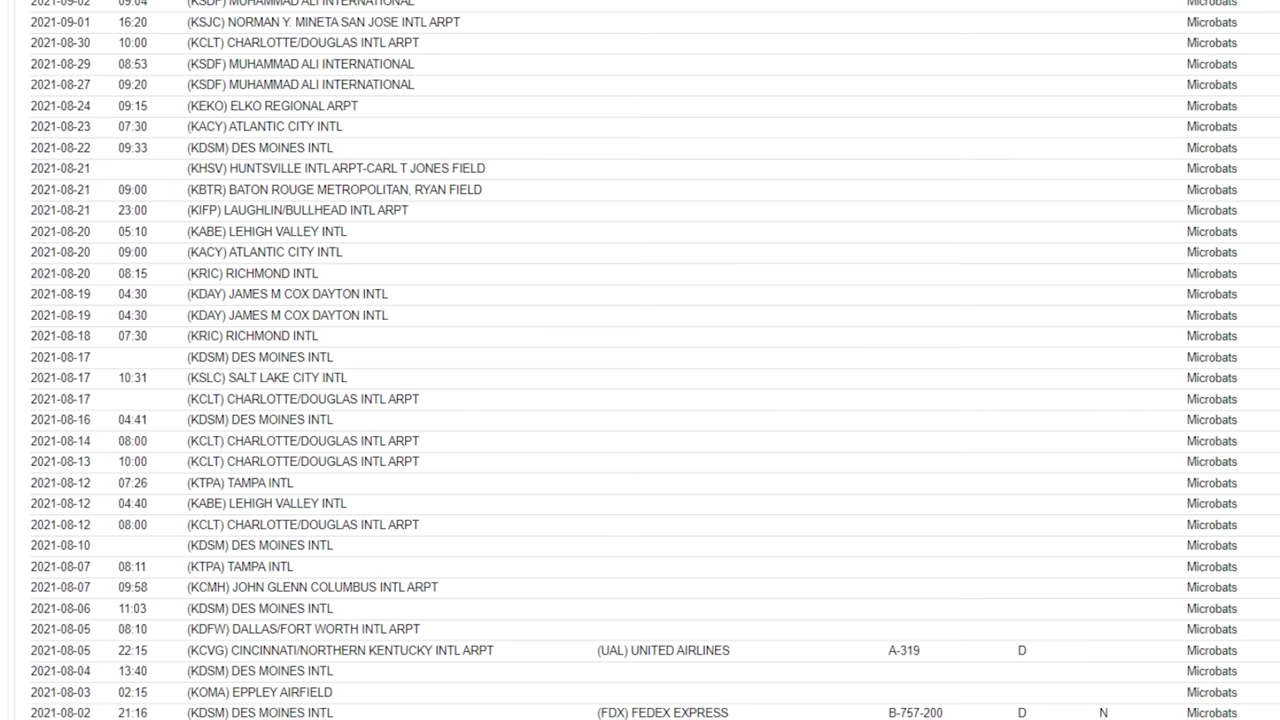 2021-09-02 09:04 (KSDF) MUHAMMAD ALI INTERNATIONAL Microbats
2021-09-01 16:20 (KSJC) NORMAN Y. MINETA SAN JOSE INTL ARPT Microbats
2021-08-30 10:00 (KCLT) CHARLOTTE/DOUGLAS INTL ARPT Microbats
2021-08-29 08:53 (KSDF) MUHAMMAD ALI INTERNATIONAL Microbats
2021-08-27 09:20 (KSDF) MUHAMMAD ALI INTERNATIONAL Microbats
2021-08-24 09:15 (KEKO) ELKO REGIONAL ARPT Microbats
2021-08-23 07:30 (KACY) ATLANTIC CITY INTL Microbats
2021-08-22 09:33 (KDSM) DES MOINES INTL Microbats
2021-08-21 (KHSV) HUNTSVILLE INTL ARPT-CARL T JONES FIELD Microbats
2021-08-21 09:00 (KBTR) BATON ROUGE METROPOLITAN, RYAN FIELD Microbats
2021-08-21 23:00 (KIFP) LAUGHLIN/BULLHEAD INTL ARPT Microbats
2021-08-20 05:10 (KABE) LEHIGH VALLEY INTL Microbats
2021-08-20 09:00 (KACY) ATLANTIC CITY INTL Microbats
2021-08-20 08:15 (KRIC) RICHMOND INTL Microbats
2021-08-19 04:30 (KDAY) JAMES M COX DAYTON INTL Microbats
2021-08-19 04:30 (KDAY) JAMES M COX DAYTON INTL Microbats
2021-08-18 07:30 (KRIC) RICHMOND INTL Microbats
2021-08-17 (KDSM) DES MOINES INTL Microbats
2021-08-17 10:31 (KSLC) SALT LAKE CITY INTL Microbats
2021-08-17 (KCLT) CHARLOTTE/DOUGLAS INTL ARPT Microbats
2021-08-16 04:41 (KDSM) DES MOINES INTL Microbats
2021-08-14 08:00 (KCLT) CHARLOTTE/DOUGLAS INTL ARPT Microbats
2021-08-13 10:00 (KCLT) CHARLOTTE/DOUGLAS INTL ARPT Microbats
2021-08-12 07:26 (KTPA) TAMPA INTL Microbats
2021-08-12 04:40 (KABE) LEHIGH VALLEY INTL Microbats
2021-08-12 08:00 (KCLT) CHARLOTTE/DOUGLAS INTL ARPT Microbats
2021-08-10 (KDSM) DES MOINES INTL Microbats
2021-08-07 08:11 (KTPA) TAMPA INTL Microbats
2021-08-07 09:58 (KCMH) JOHN GLENN COLUMBUS INTL ARPT Microbats
2021-08-06 11:03 (KDSM) DES MOINES INTL Microbats
2021-08-05 08:10 (KDFW) DALLAS/FORT WORTH INTL ARPT Microbats
2021-08-05 22:15 (KCVG) CINCINNATI/NORTHERN KENTUCKY INTL ARPT (UAL) UNITED AIRLINES A-319 D Microbats
2021-08-04 13:40 (KDSM) DES MOINES INTL Microbats
2021-08-03 02:15 (KOMA) EPPLEY AIRFIELD Microbats
2021-08-02 21:16 (KDSM) DES MOINES INTL (FDX) FEDEX EXPRESS B-757-200 D N Microbats